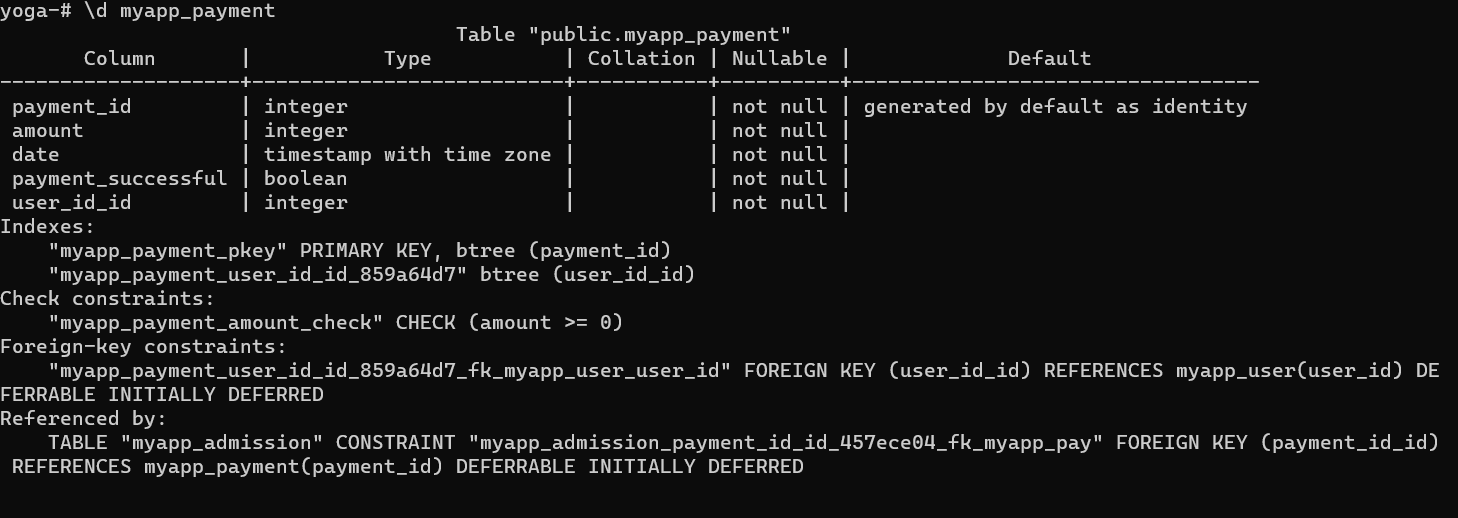 yoga-# \d myapp_payment
                                      Table "public.myapp_payment"
       Column       |           Type           | Collation | Nullable |             Default
--------------------+--------------------------+-----------+----------+----------------------------------
 payment_id         | integer                  |           | not null | generated by default as identity
 amount             | integer                  |           | not null |
 date               | timestamp with time zone |           | not null |
 payment_successful | boolean                  |           | not null |
 user_id_id         | integer                  |           | not null |
Indexes:
    "myapp_payment_pkey" PRIMARY KEY, btree (payment_id)
    "myapp_payment_user_id_id_859a64d7" btree (user_id_id)
Check constraints:
    "myapp_payment_amount_check" CHECK (amount >= 0)
Foreign-key constraints:
    "myapp_payment_user_id_id_859a64d7_fk_myapp_user_user_id" FOREIGN KEY (user_id_id) REFERENCES myapp_user(user_id) DE
FERRABLE INITIALLY DEFERRED
Referenced by:
    TABLE "myapp_admission" CONSTRAINT "myapp_admission_payment_id_id_457ece04_fk_myapp_pay" FOREIGN KEY (payment_id_id)
 REFERENCES myapp_payment(payment_id) DEFERRABLE INITIALLY DEFERRED